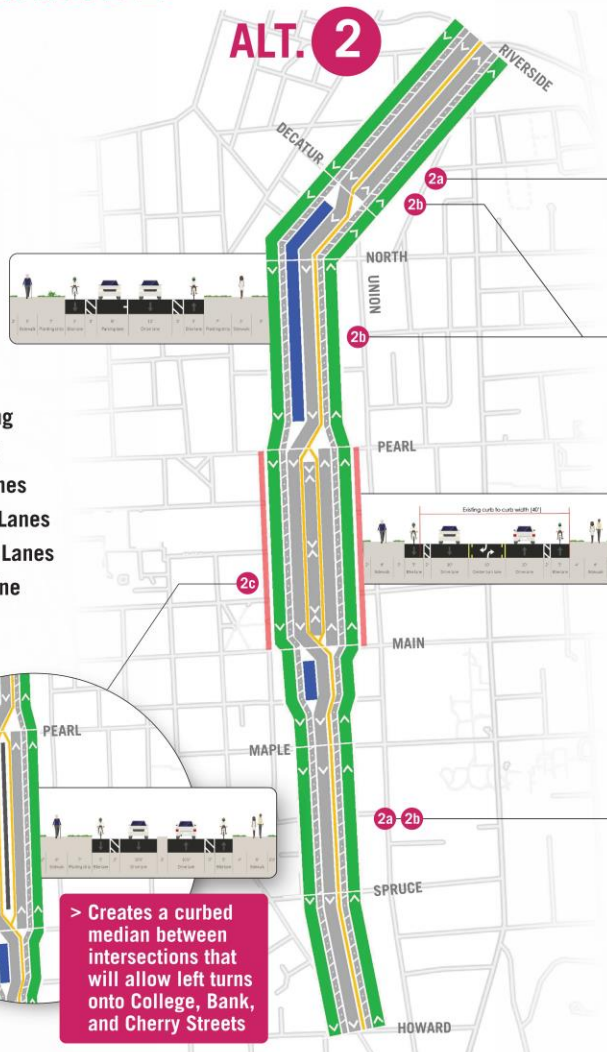 ALT. 2
RIVERSIDE
DECATUR
2a
2b
NORTH
UNION
2b
ng
PEARL
nes
Lanes
Lanes
ne
Existing curb to curb width (40')
2c
MAIN
PEARL
MAPLE
2a 2b
SPRUCE
> Creates a curbed
median between
intersections that
will allow left turns
onto College, Bank,
and Cherry Streets
HOWARD